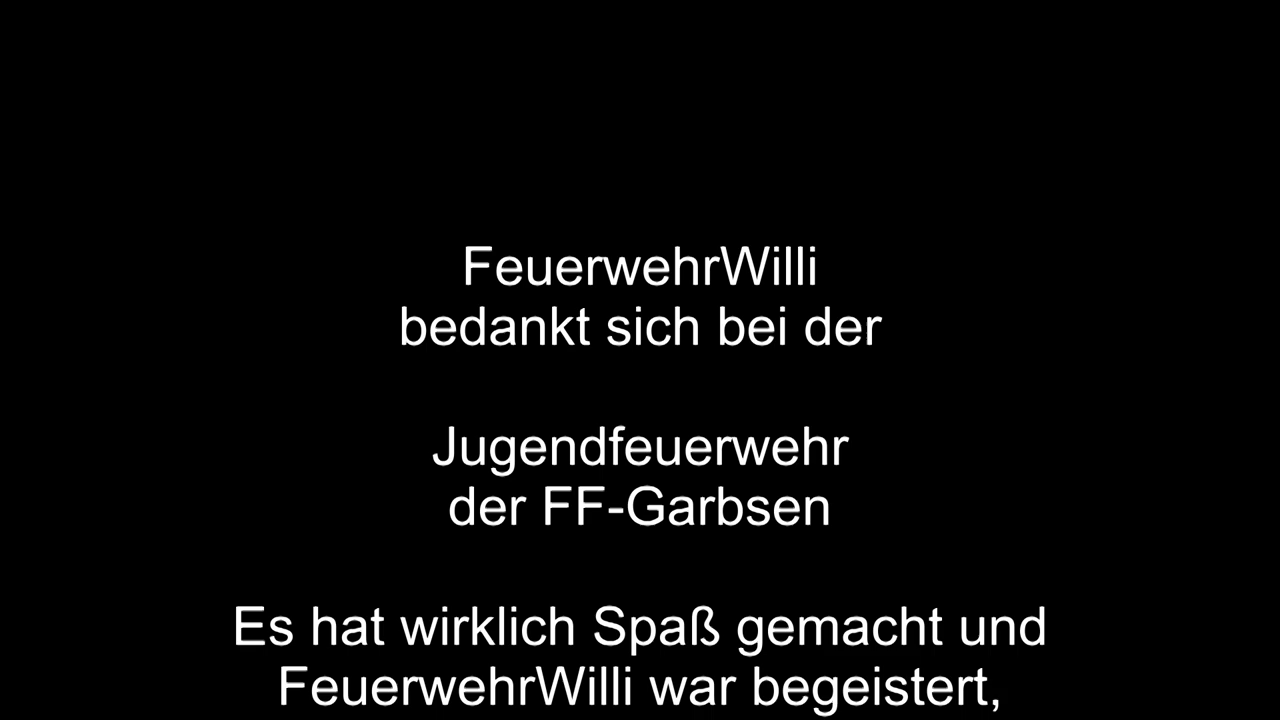 FeuerwehrWilli
bedankt sich bei der
Jugendfeuerwehr
der FF-Garbsen
Es hat wirklich Spaß gemacht und
FeuerwehrWilli war begeistert,